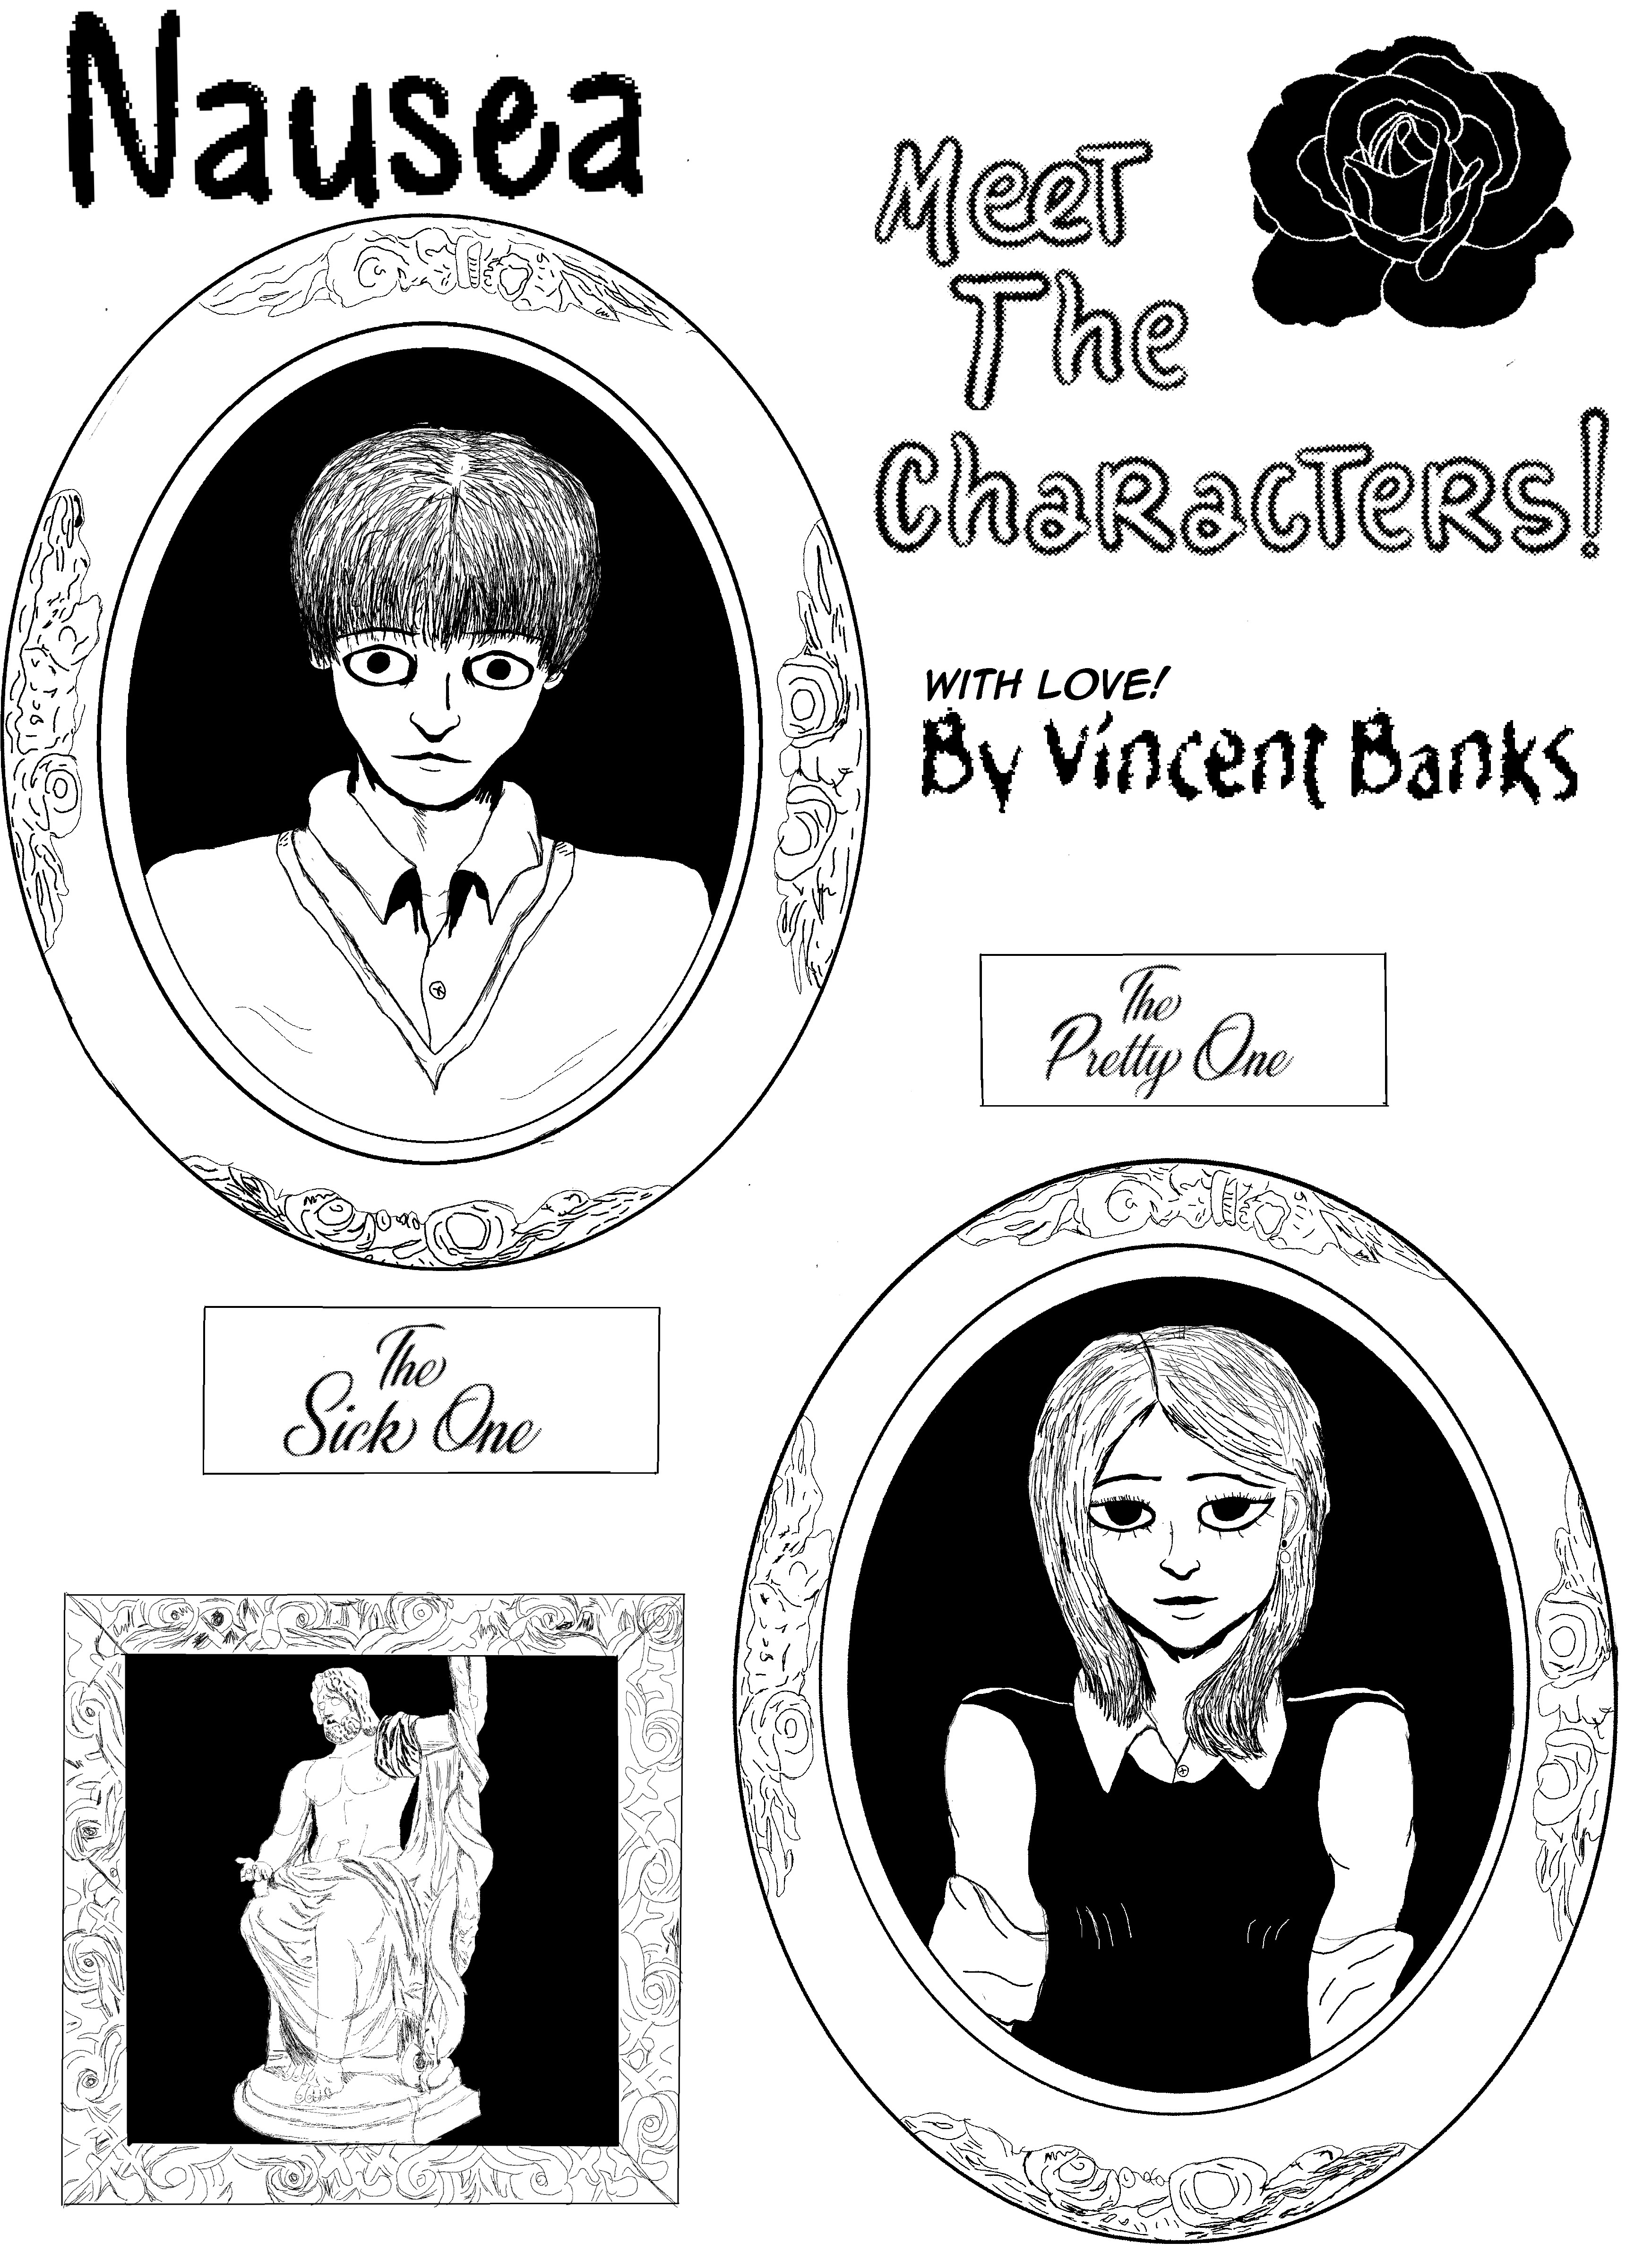 Nausea
Meet
The
Characters!
WITH LOVE!
By Vincent Banks
The
Pretty One
The
Sick One